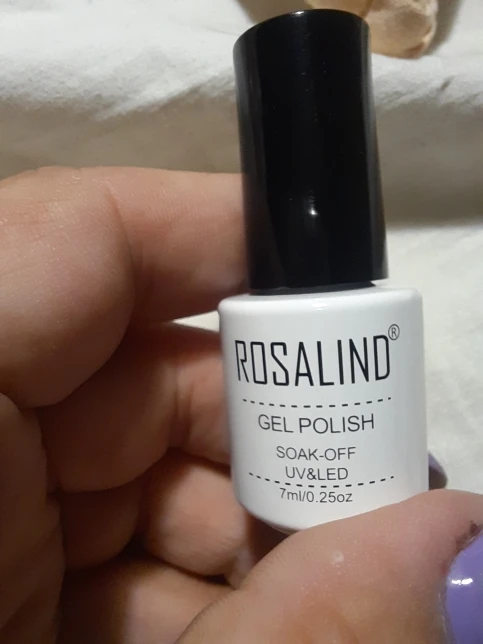 ROSALIND®
GEL POLISH
SOAK-OFF
UV&LED
7ml/0.25oz